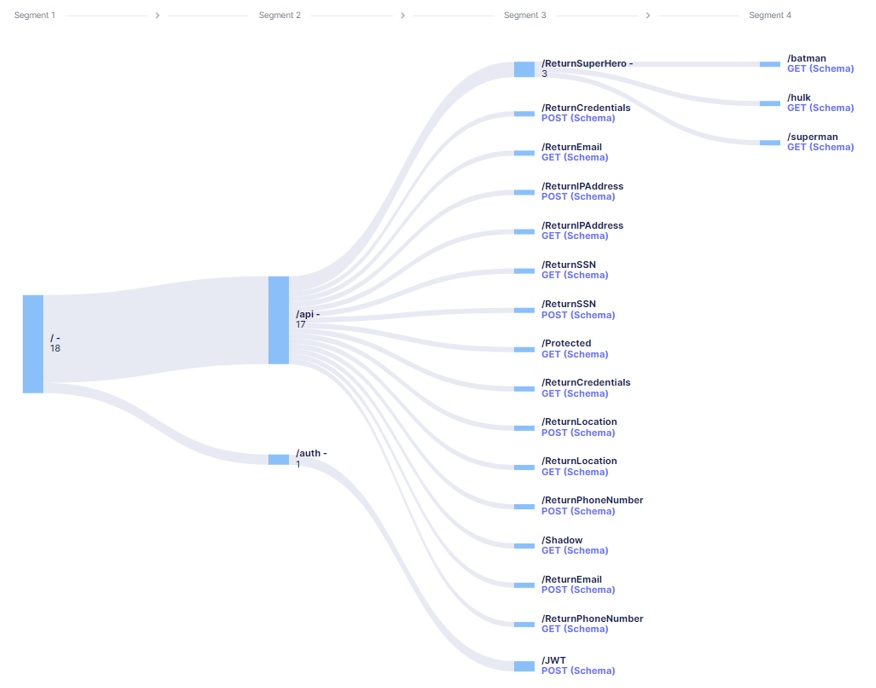 Segment 1
Segment 2
Segment 3
Segment 4
/ -
18
/api -
17
/auth -
1
/ReturnSuperHero -
3
/ReturnCredentials
POST (Schema)
/ReturnEmail
GET (Schema)
/ReturnIPAddress
POST (Schema)
/ReturnIPAddress
GET (Schema)
/ReturnSSN
GET (Schema)
/ReturnSSN
POST (Schema)
/Protected
GET (Schema)
/ReturnCredentials
GET (Schema)
/ReturnLocation
POST (Schema)
/ReturnLocation
GET (Schema)
/ReturnPhoneNumber
POST (Schema)
/Shadow
GET (Schema)
/ReturnEmail
POST (Schema)
/ReturnPhoneNumber
GET (Schema)
/JWT
POST (Schema)
/batman
GET (Schema)
/hulk
GET (Schema)
/superman
GET (Schema)